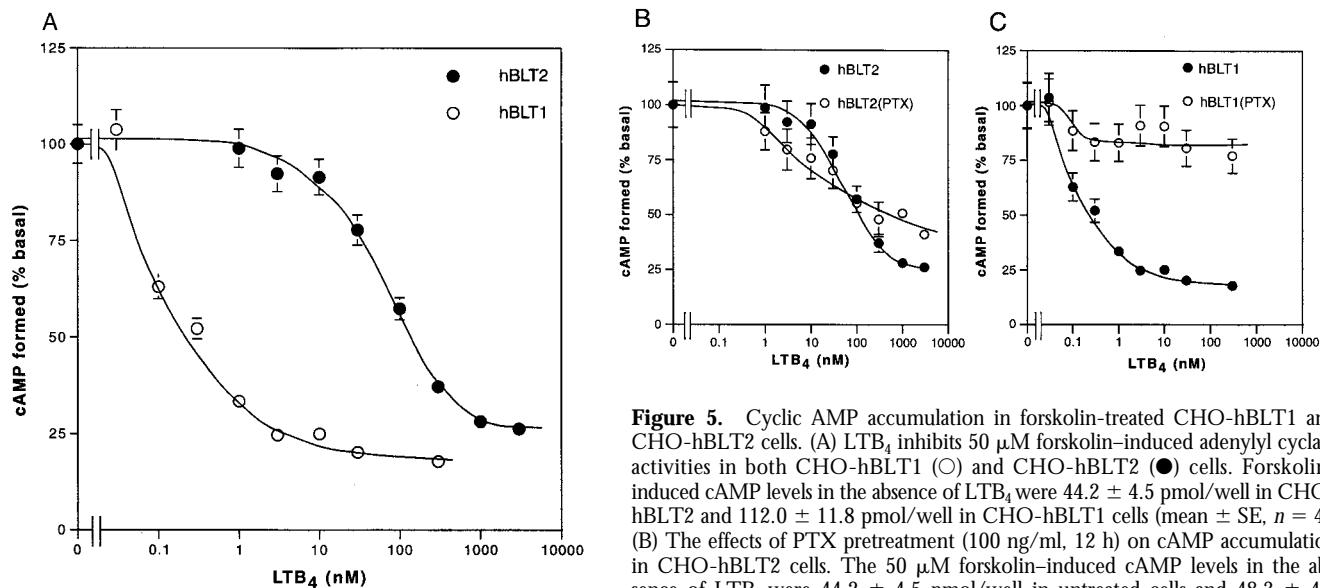 A
125
100
75
50
25
0
cAMP formed (% basal)
hBLT2
hBLT1
0 0.1 1 10 100 1000 10000
LTB4 (nM)
B
125
100
75
50
25
0
cAMP formed (% basal)
hBLT2
hBLT2(PTX)
0 0.1 1 10 100 1000 10000
LTB4 (nM)
C
125
100
75
50
25
0
cAMP formed (% basal)
hBLT1
hBLT1(PTX)
0 0.1 1 10 100 1000 10000
LTB4 (nM)
Figure 5. Cyclic AMP accumulation in forskolin-treated CHO-hBLT1 an
CHO-hBLT2 cells. (A) LTB4 inhibits 50 μM forskolin–induced adenylyl cycla
activities in both CHO-hBLT1 (○) and CHO-hBLT2 (●) cells. Forskolin
induced cAMP levels in the absence of LTB4 were 44.2 ± 4.5 pmol/well in CHO
hBLT2 and 112.0 ± 11.8 pmol/well in CHO-hBLT1 cells (mean ± SE, n = 4
(B) The effects of PTX pretreatment (100 ng/ml, 12 h) on cAMP accumulatio
in CHO-hBLT2 cells. The 50 μM forskolin–induced cAMP levels in the a